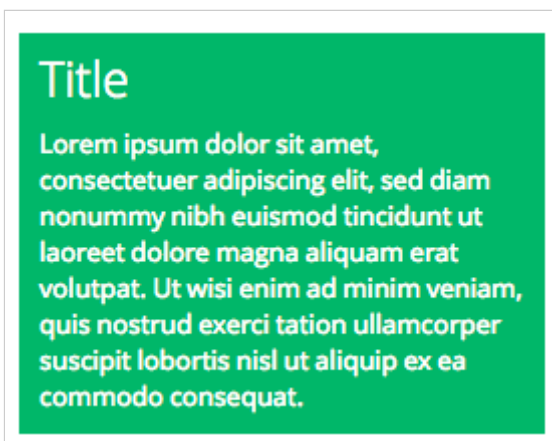 Title
Lorem ipsum dolor sit amet,
consectetuer adipiscing elit, sed diam
nonummy nibh euismod tincidunt ut
laoreet dolore magna aliquam erat
volutpat. Ut wisi enim ad minim veniam,
quis nostrud exerci tation ullamcorper
suscipit lobortis nisl ut aliquip ex ea
commodo consequat.